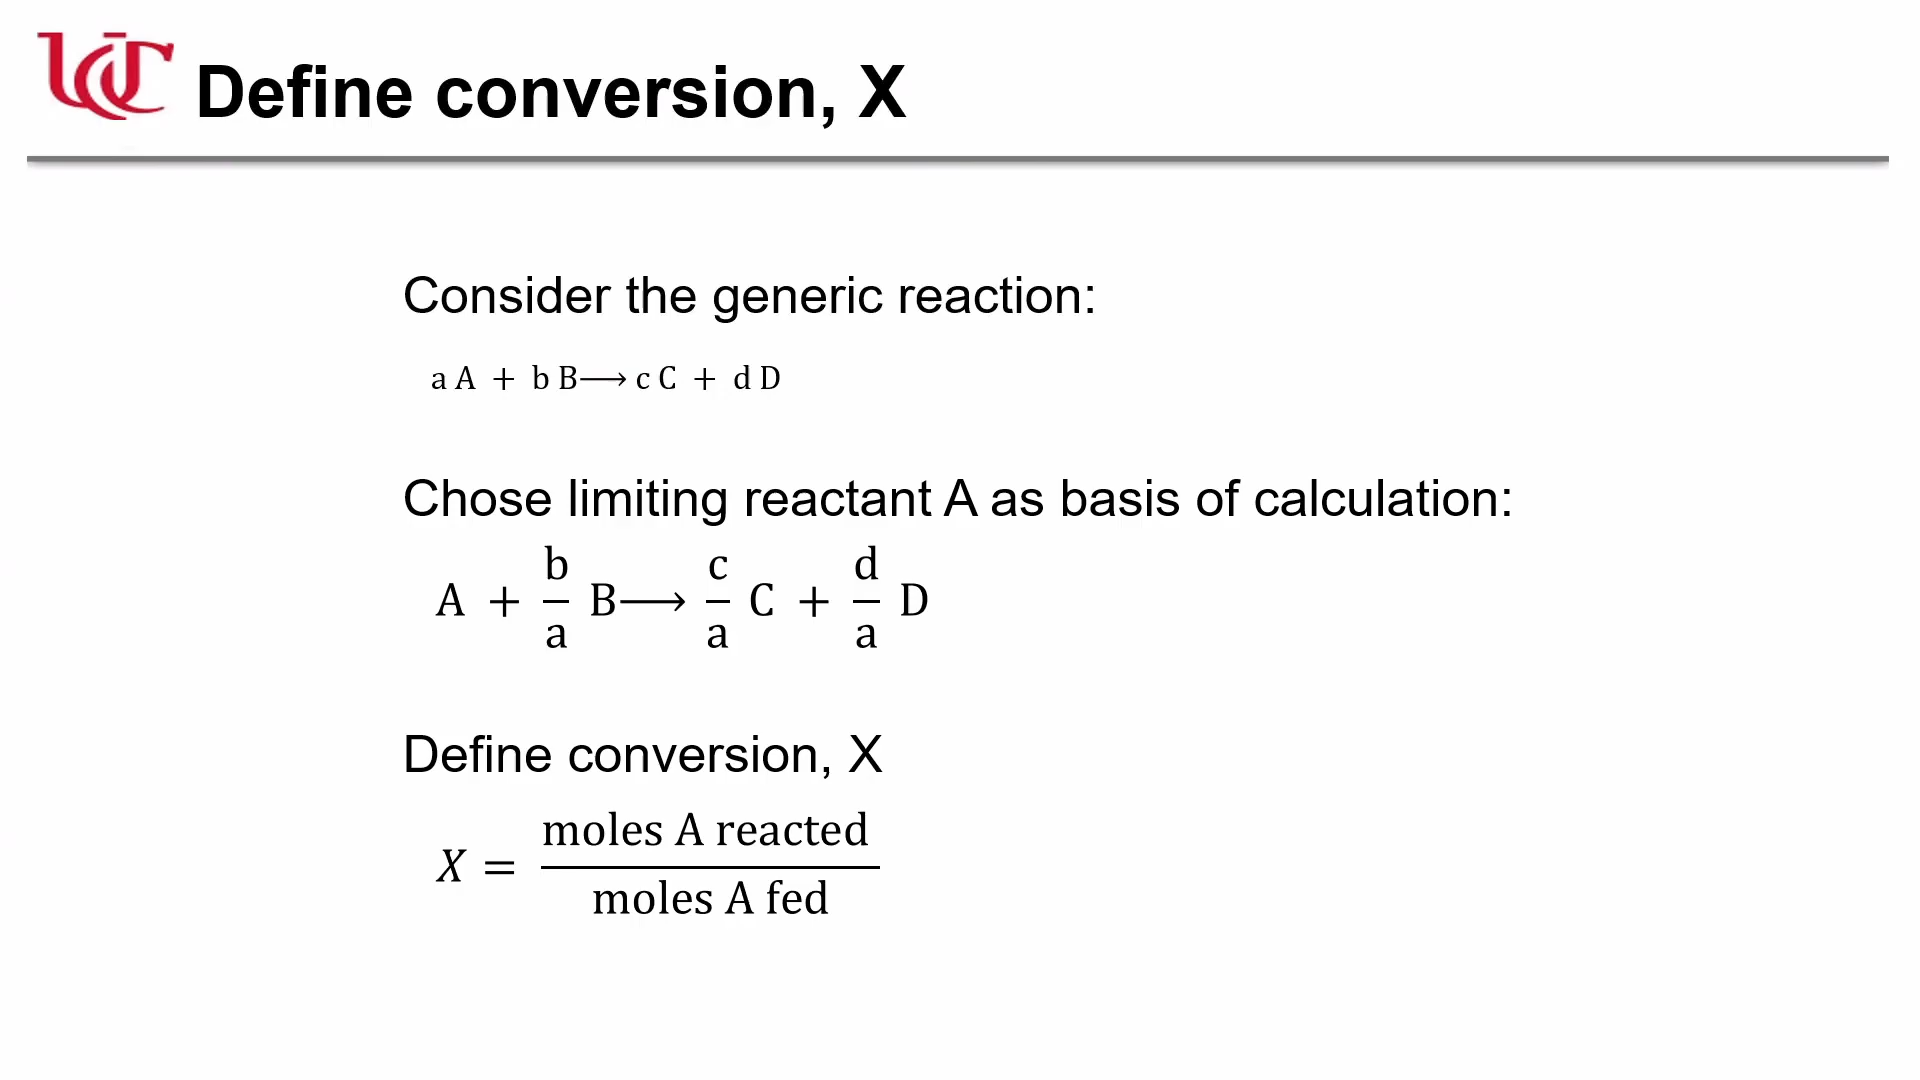 UC
Define conversion, X
Consider the generic reaction:
a A + b B⟶ c C + d D
Chose limiting reactant A as basis of calculation:
A + b/a B⟶ c/a C + d/a D
Define conversion, X
X = moles A reacted / moles A fed